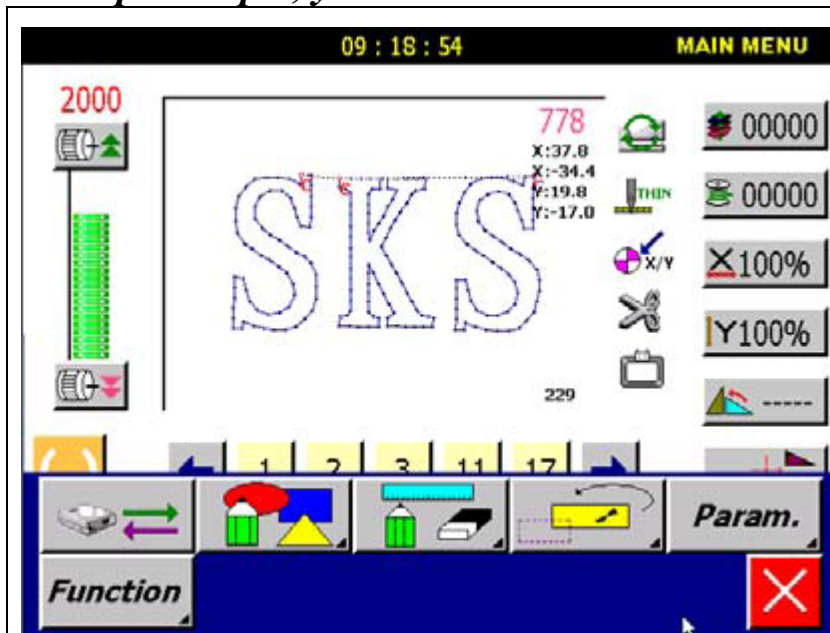 09 : 18 : 54 MAIN MENU
2000
778
X:37.8
X:-34.4
Y:19.8
Y:-17.0
SKS
229
THIN
X/Y
00000
00000
X100%
Y100%
-----
1 2 3 11 17
Param.
Function